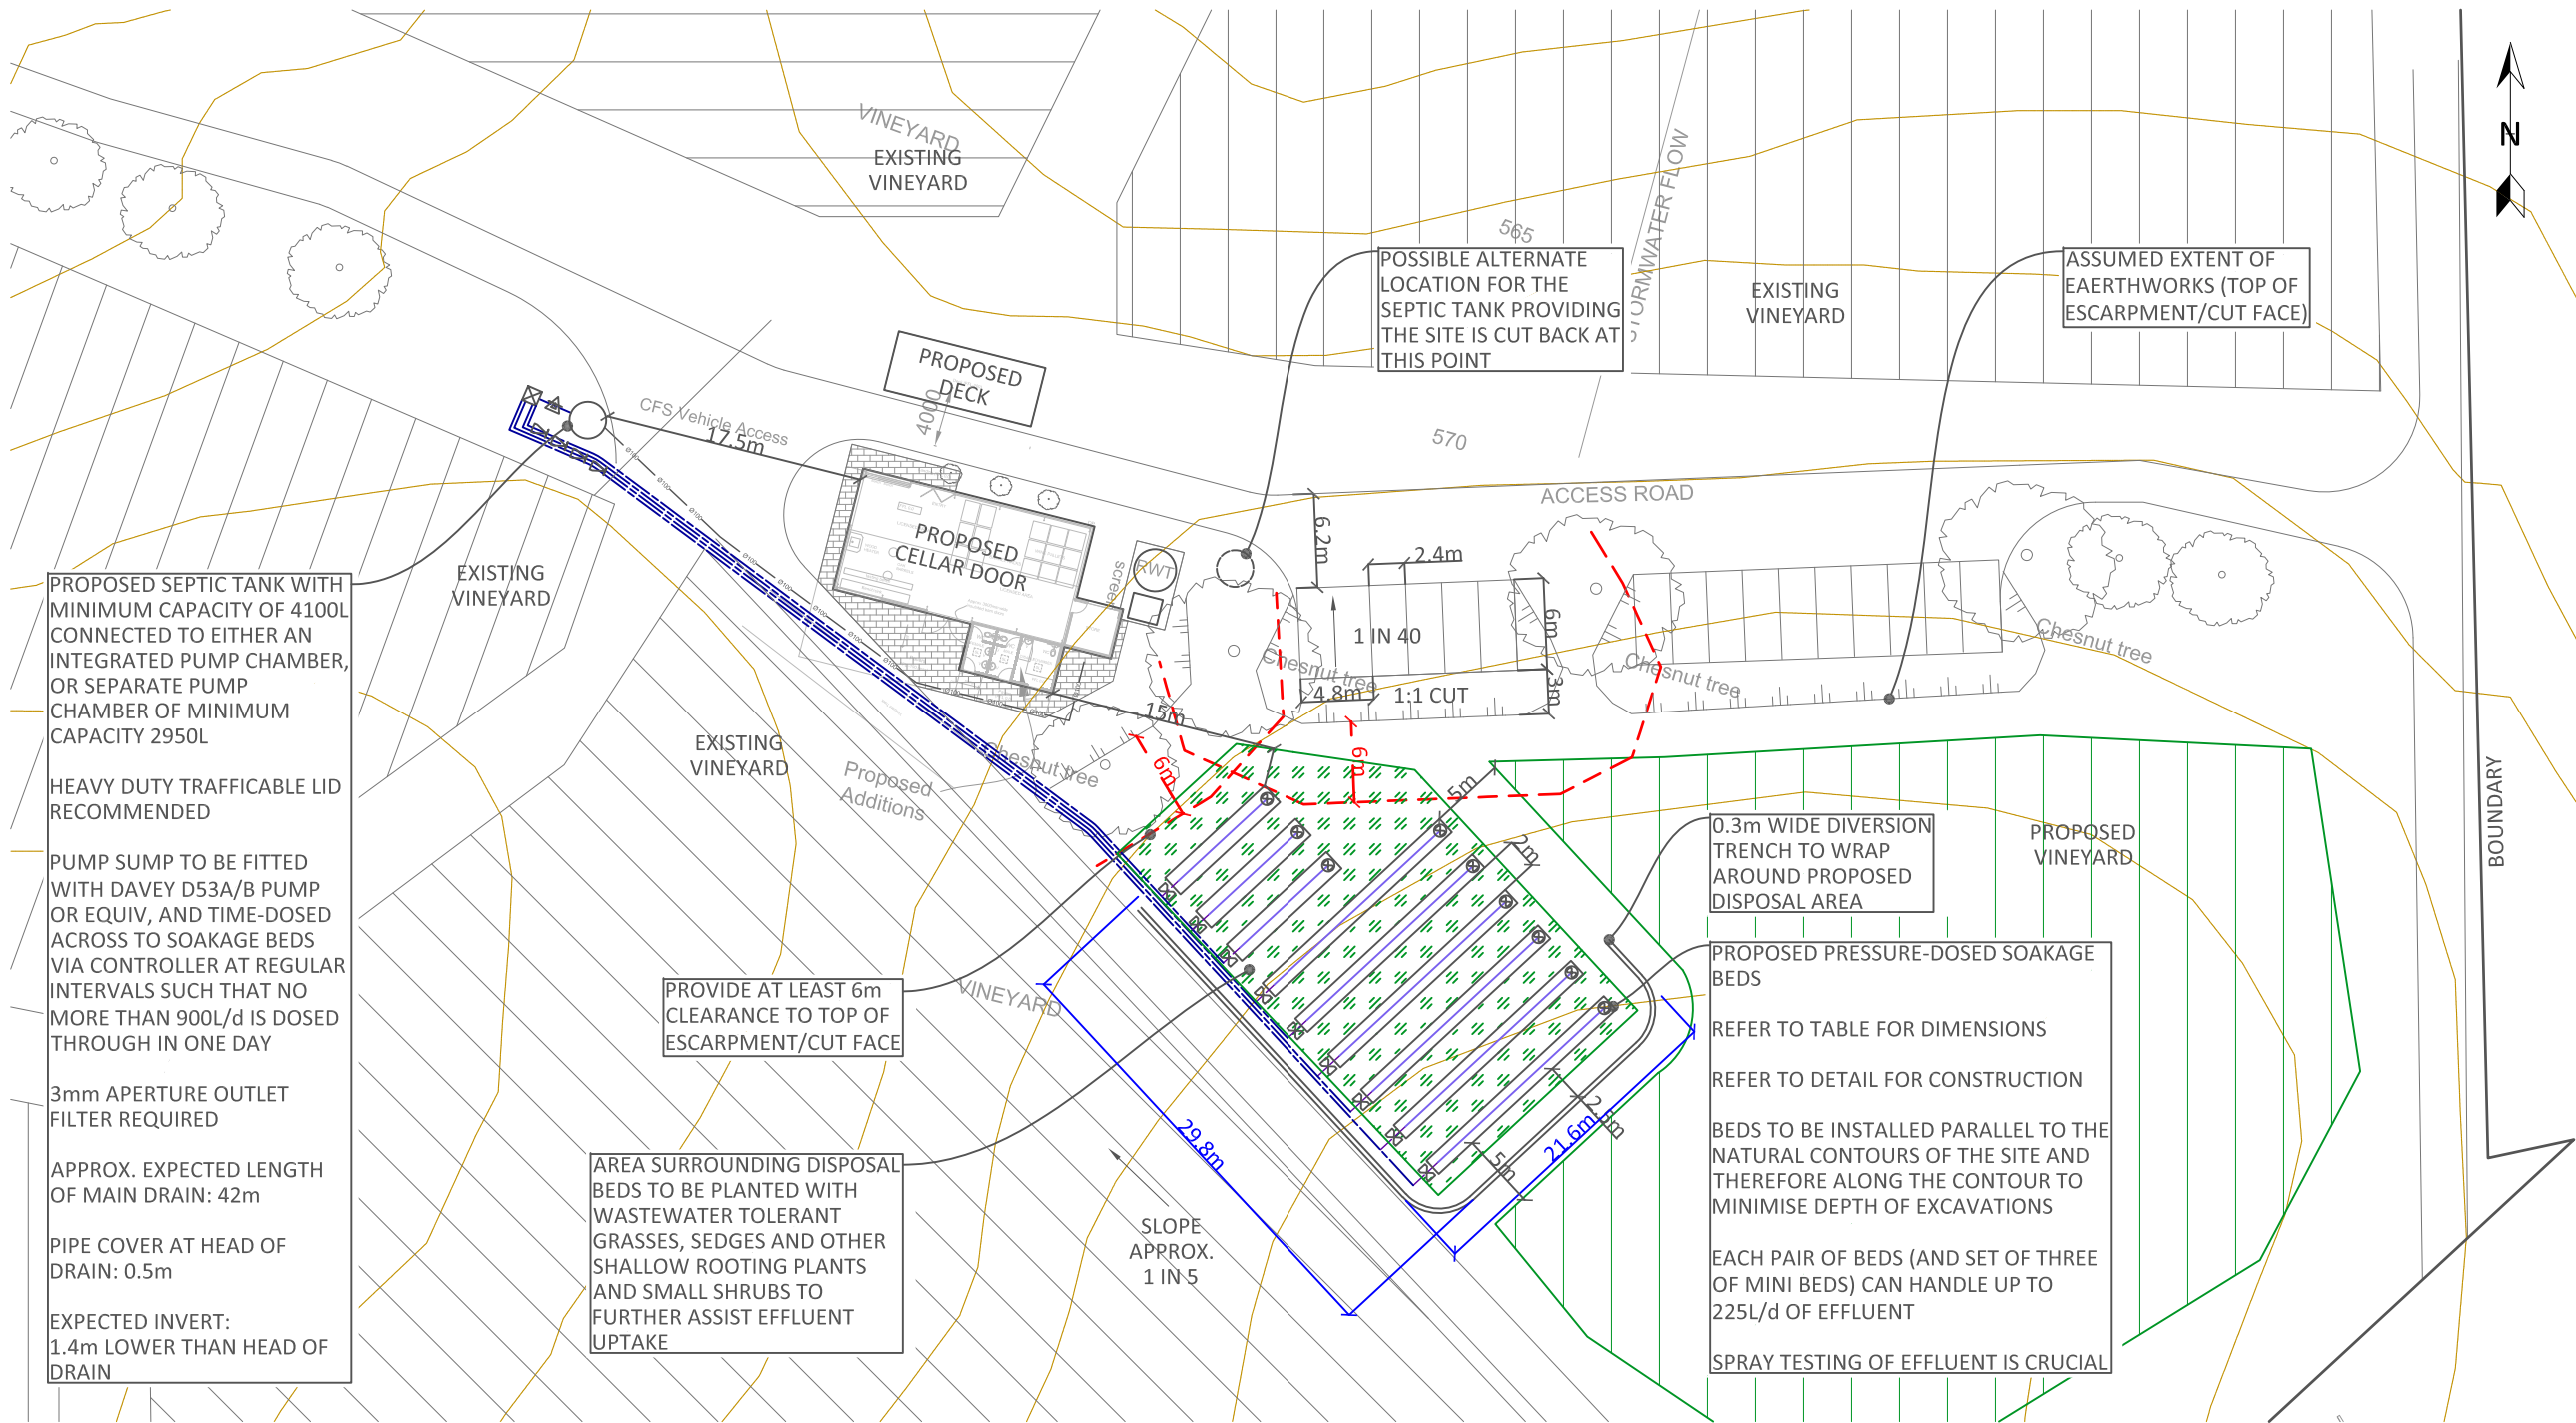 VINEYARD
EXISTING
VINEYARD
N
565
STORMWATER FLOW
POSSIBLE ALTERNATE
LOCATION FOR THE
SEPTIC TANK PROVIDING
THE SITE IS CUT BACK AT
THIS POINT
EXISTING
VINEYARD
ASSUMED EXTENT OF
EAERTHWORKS (TOP OF
ESCARPMENT/CUT FACE)
PROPOSED
DECK
4000
CFS Vehicle Access
17.5m
570
ACCESS ROAD
6.2m
2.4m
PROPOSED
CELLAR DOOR
RWT
screen
1 IN 40
6m
3m
4.8m
1:1 CUT
Chesnut tree
Chesnut tree
Chesnut tree
Chesnut tree
15m
6m
6m
5m
2m
EXISTING
VINEYARD
EXISTING
VINEYARD
Proposed
Additions
PROPOSED SEPTIC TANK WITH
MINIMUM CAPACITY OF 4100L
CONNECTED TO EITHER AN
INTEGRATED PUMP CHAMBER,
OR SEPARATE PUMP
CHAMBER OF MINIMUM
CAPACITY 2950L
HEAVY DUTY TRAFFICABLE LID
RECOMMENDED
PUMP SUMP TO BE FITTED
WITH DAVEY D53A/B PUMP
OR EQUIV, AND TIME-DOSED
ACROSS TO SOAKAGE BEDS
VIA CONTROLLER AT REGULAR
INTERVALS SUCH THAT NO
MORE THAN 900L/d IS DOSED
THROUGH IN ONE DAY
3mm APERTURE OUTLET
FILTER REQUIRED
APPROX. EXPECTED LENGTH
OF MAIN DRAIN: 42m
PIPE COVER AT HEAD OF
DRAIN: 0.5m
EXPECTED INVERT:
1.4m LOWER THAN HEAD OF
DRAIN
PROVIDE AT LEAST 6m
CLEARANCE TO TOP OF
ESCARPMENT/CUT FACE
VINEYARD
AREA SURROUNDING DISPOSAL
BEDS TO BE PLANTED WITH
WASTEWATER TOLERANT
GRASSES, SEDGES AND OTHER
SHALLOW ROOTING PLANTS
AND SMALL SHRUBS TO
FURTHER ASSIST EFFLUENT
UPTAKE
SLOPE
APPROX.
1 IN 5
29.8m
21.6m
5m
0.3m WIDE DIVERSION
TRENCH TO WRAP
AROUND PROPOSED
DISPOSAL AREA
PROPOSED
VINEYARD
BOUNDARY
PROPOSED PRESSURE-DOSED SOAKAGE
BEDS
REFER TO TABLE FOR DIMENSIONS
REFER TO DETAIL FOR CONSTRUCTION
BEDS TO BE INSTALLED PARALLEL TO THE
NATURAL CONTOURS OF THE SITE AND
THEREFORE ALONG THE CONTOUR TO
MINIMISE DEPTH OF EXCAVATIONS
EACH PAIR OF BEDS (AND SET OF THREE
OF MINI BEDS) CAN HANDLE UP TO
225L/d OF EFFLUENT
SPRAY TESTING OF EFFLUENT IS CRUCIAL